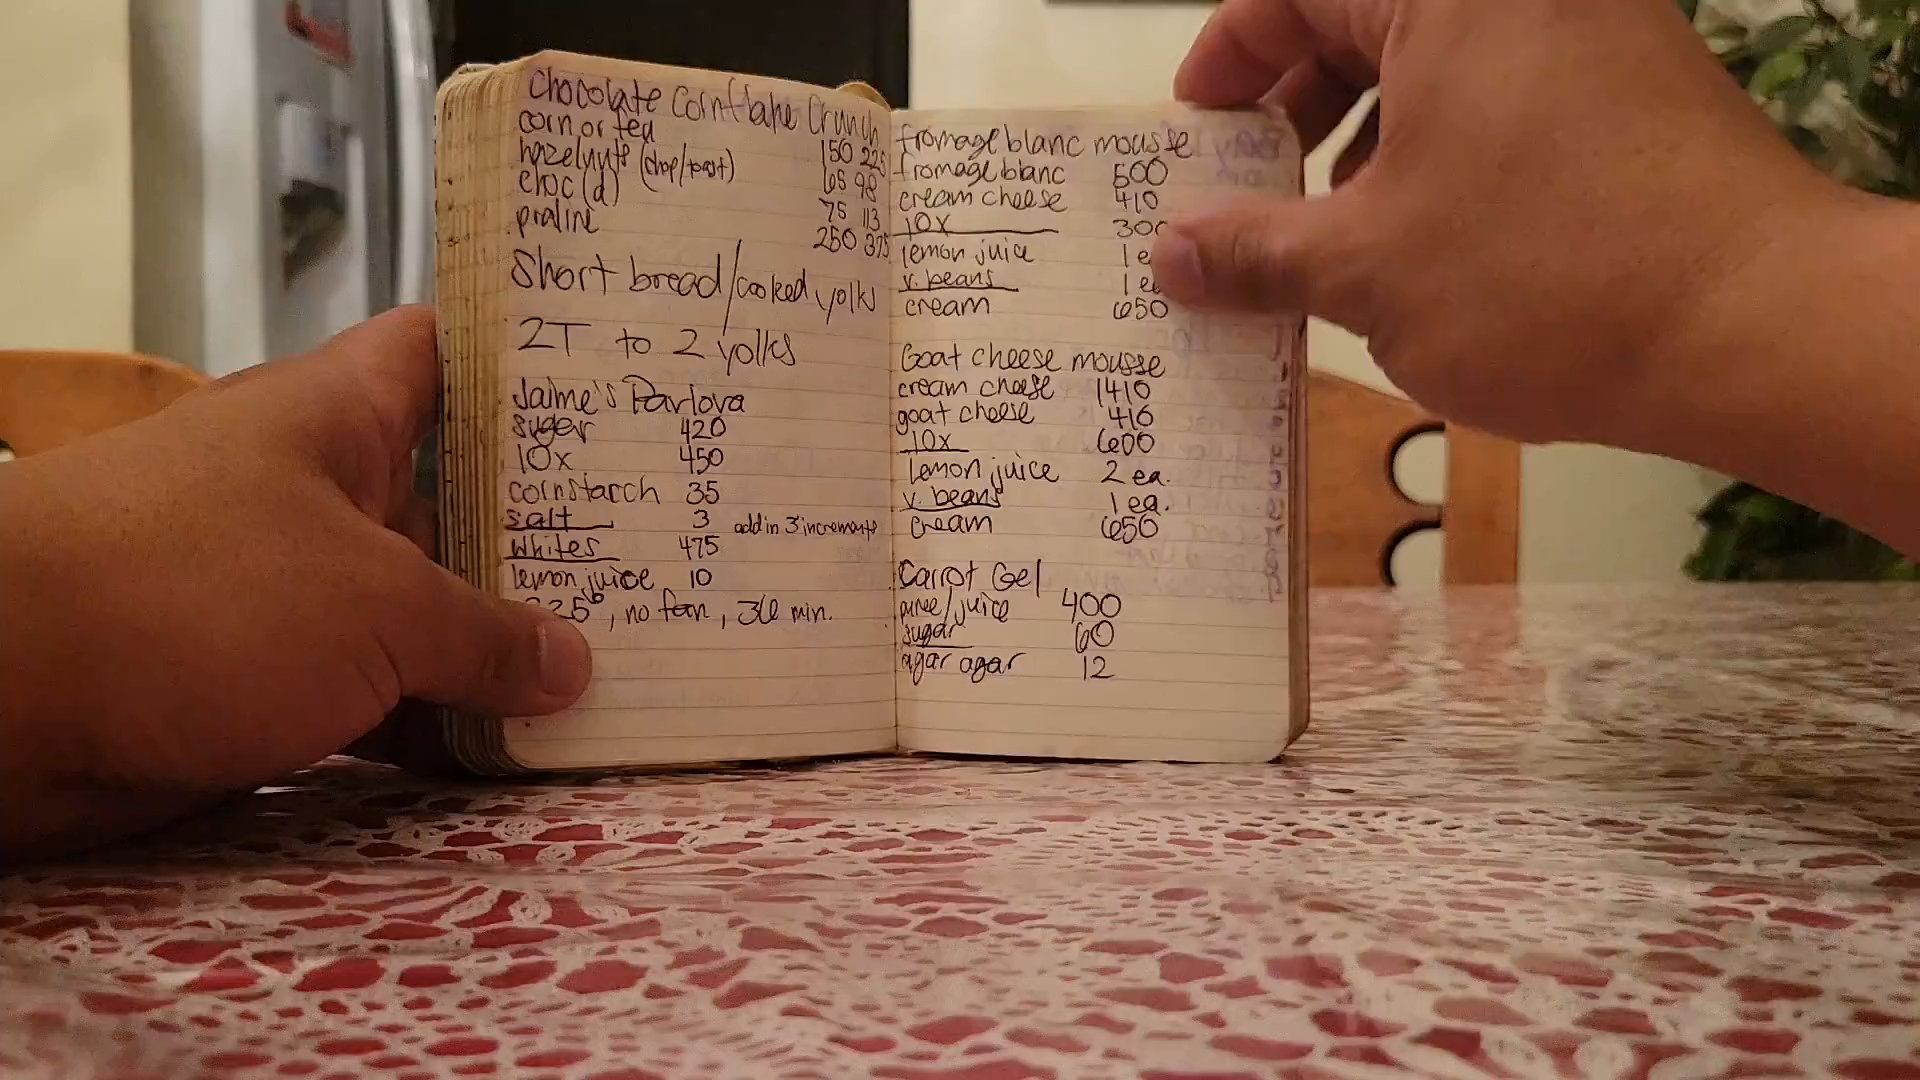 Chocolate Cornflake Crunch
corn or feu 150 225
hazelnuts (chop/toast) 65 98
choc (d) 75 113
praline 250 375
Short bread/cooked yolks
2T to 2 yolks
Jaime's Pavlova
sugar 420
10x 450
cornstarch 35
salt 3 add in 3 increments
whites 475
lemon juice 10
no fan, 36 min.
fromage blanc mousse
fromage blanc 500
cream cheese 410
10x 300
lemon juice 1 ea
v. beans 1 ea
cream 650
Goat cheese mousse
cream cheese 1410
goat cheese 416
10x 600
lemon juice 2 ea.
v. beans 1 ea.
cream 650
Carrot Gel
puree/juice 400
sugar 60
agar agar 12